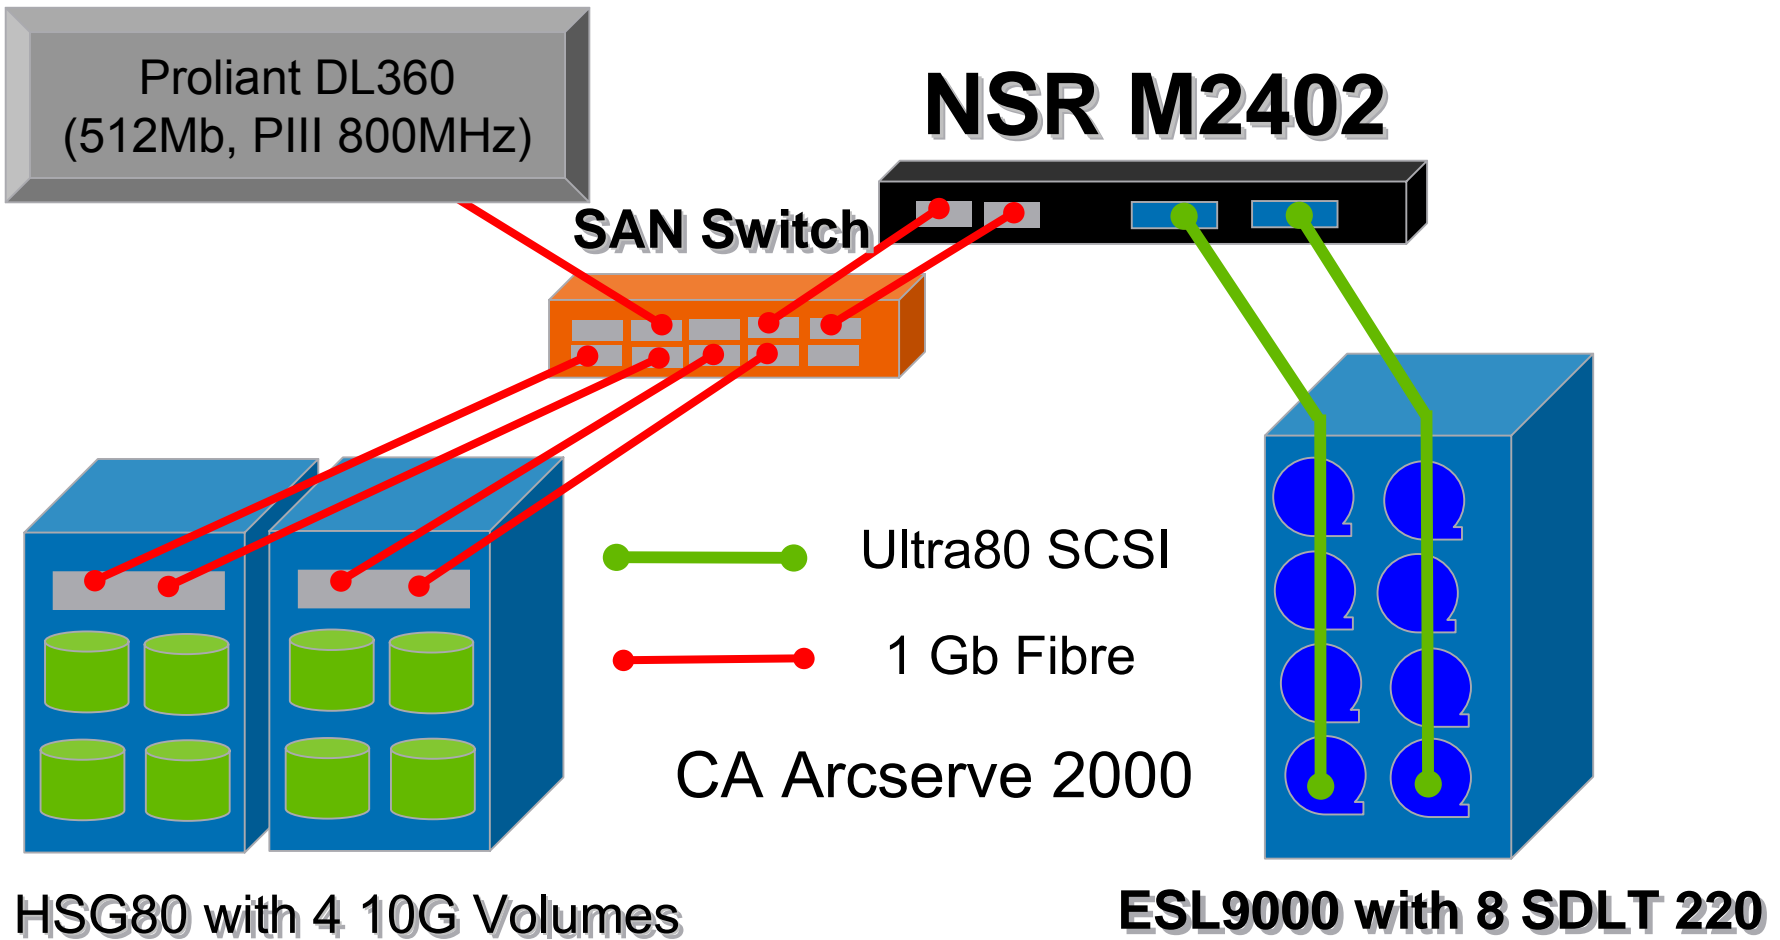 Proliant DL360
(512Mb, PIII 800MHz)
NSR M2402
SAN Switch
Ultra80 SCSI
1 Gb Fibre
CA Arcserve 2000
HSG80 with 4 10G Volumes
ESL9000 with 8 SDLT 220